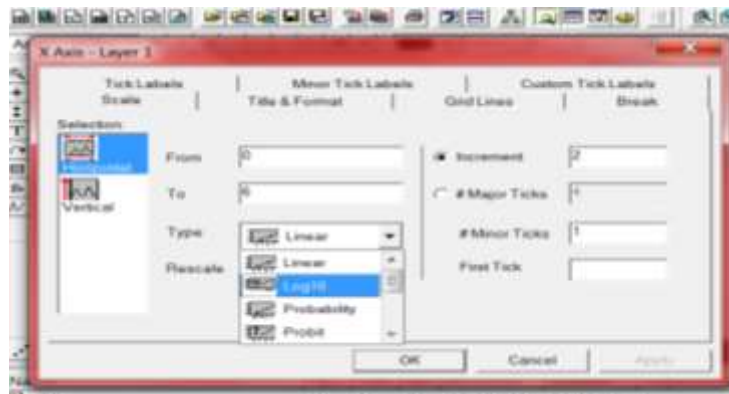 X Axis - Layer 1
Tick Labels
Minor Tick Labels
Custom Tick Labels
Scale
Title & Format
Grid Lines
Break
Selection:
Horizontal
Vertical
From
0
To
6
Type
Linear
Rescale
Linear
Log10
Probability
Probit
Increment
2
# Major Ticks
4
# Minor Ticks
1
First Tick
OK
Cancel
Apply